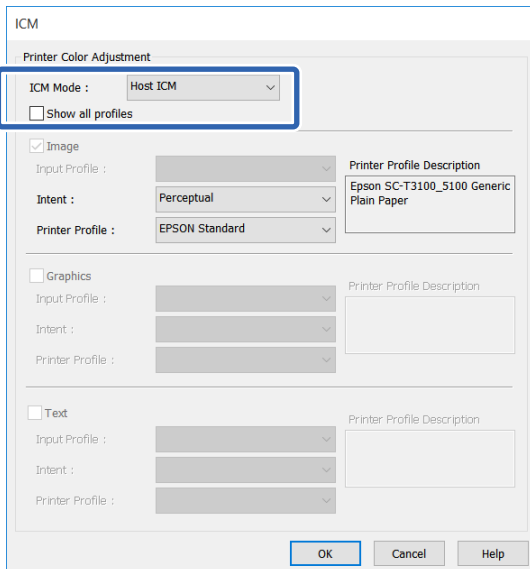 ICM
Printer Color Adjustment
ICM Mode : Host ICM
Show all profiles
Image
Input Profile : Printer Profile Description
Intent : Perceptual Epson SC-T3100_5100 Generic
Plain Paper
Printer Profile : EPSON Standard
Graphics
Input Profile : Printer Profile Description
Intent :
Printer Profile :
Text
Input Profile : Printer Profile Description
Intent :
Printer Profile :
OK Cancel Help